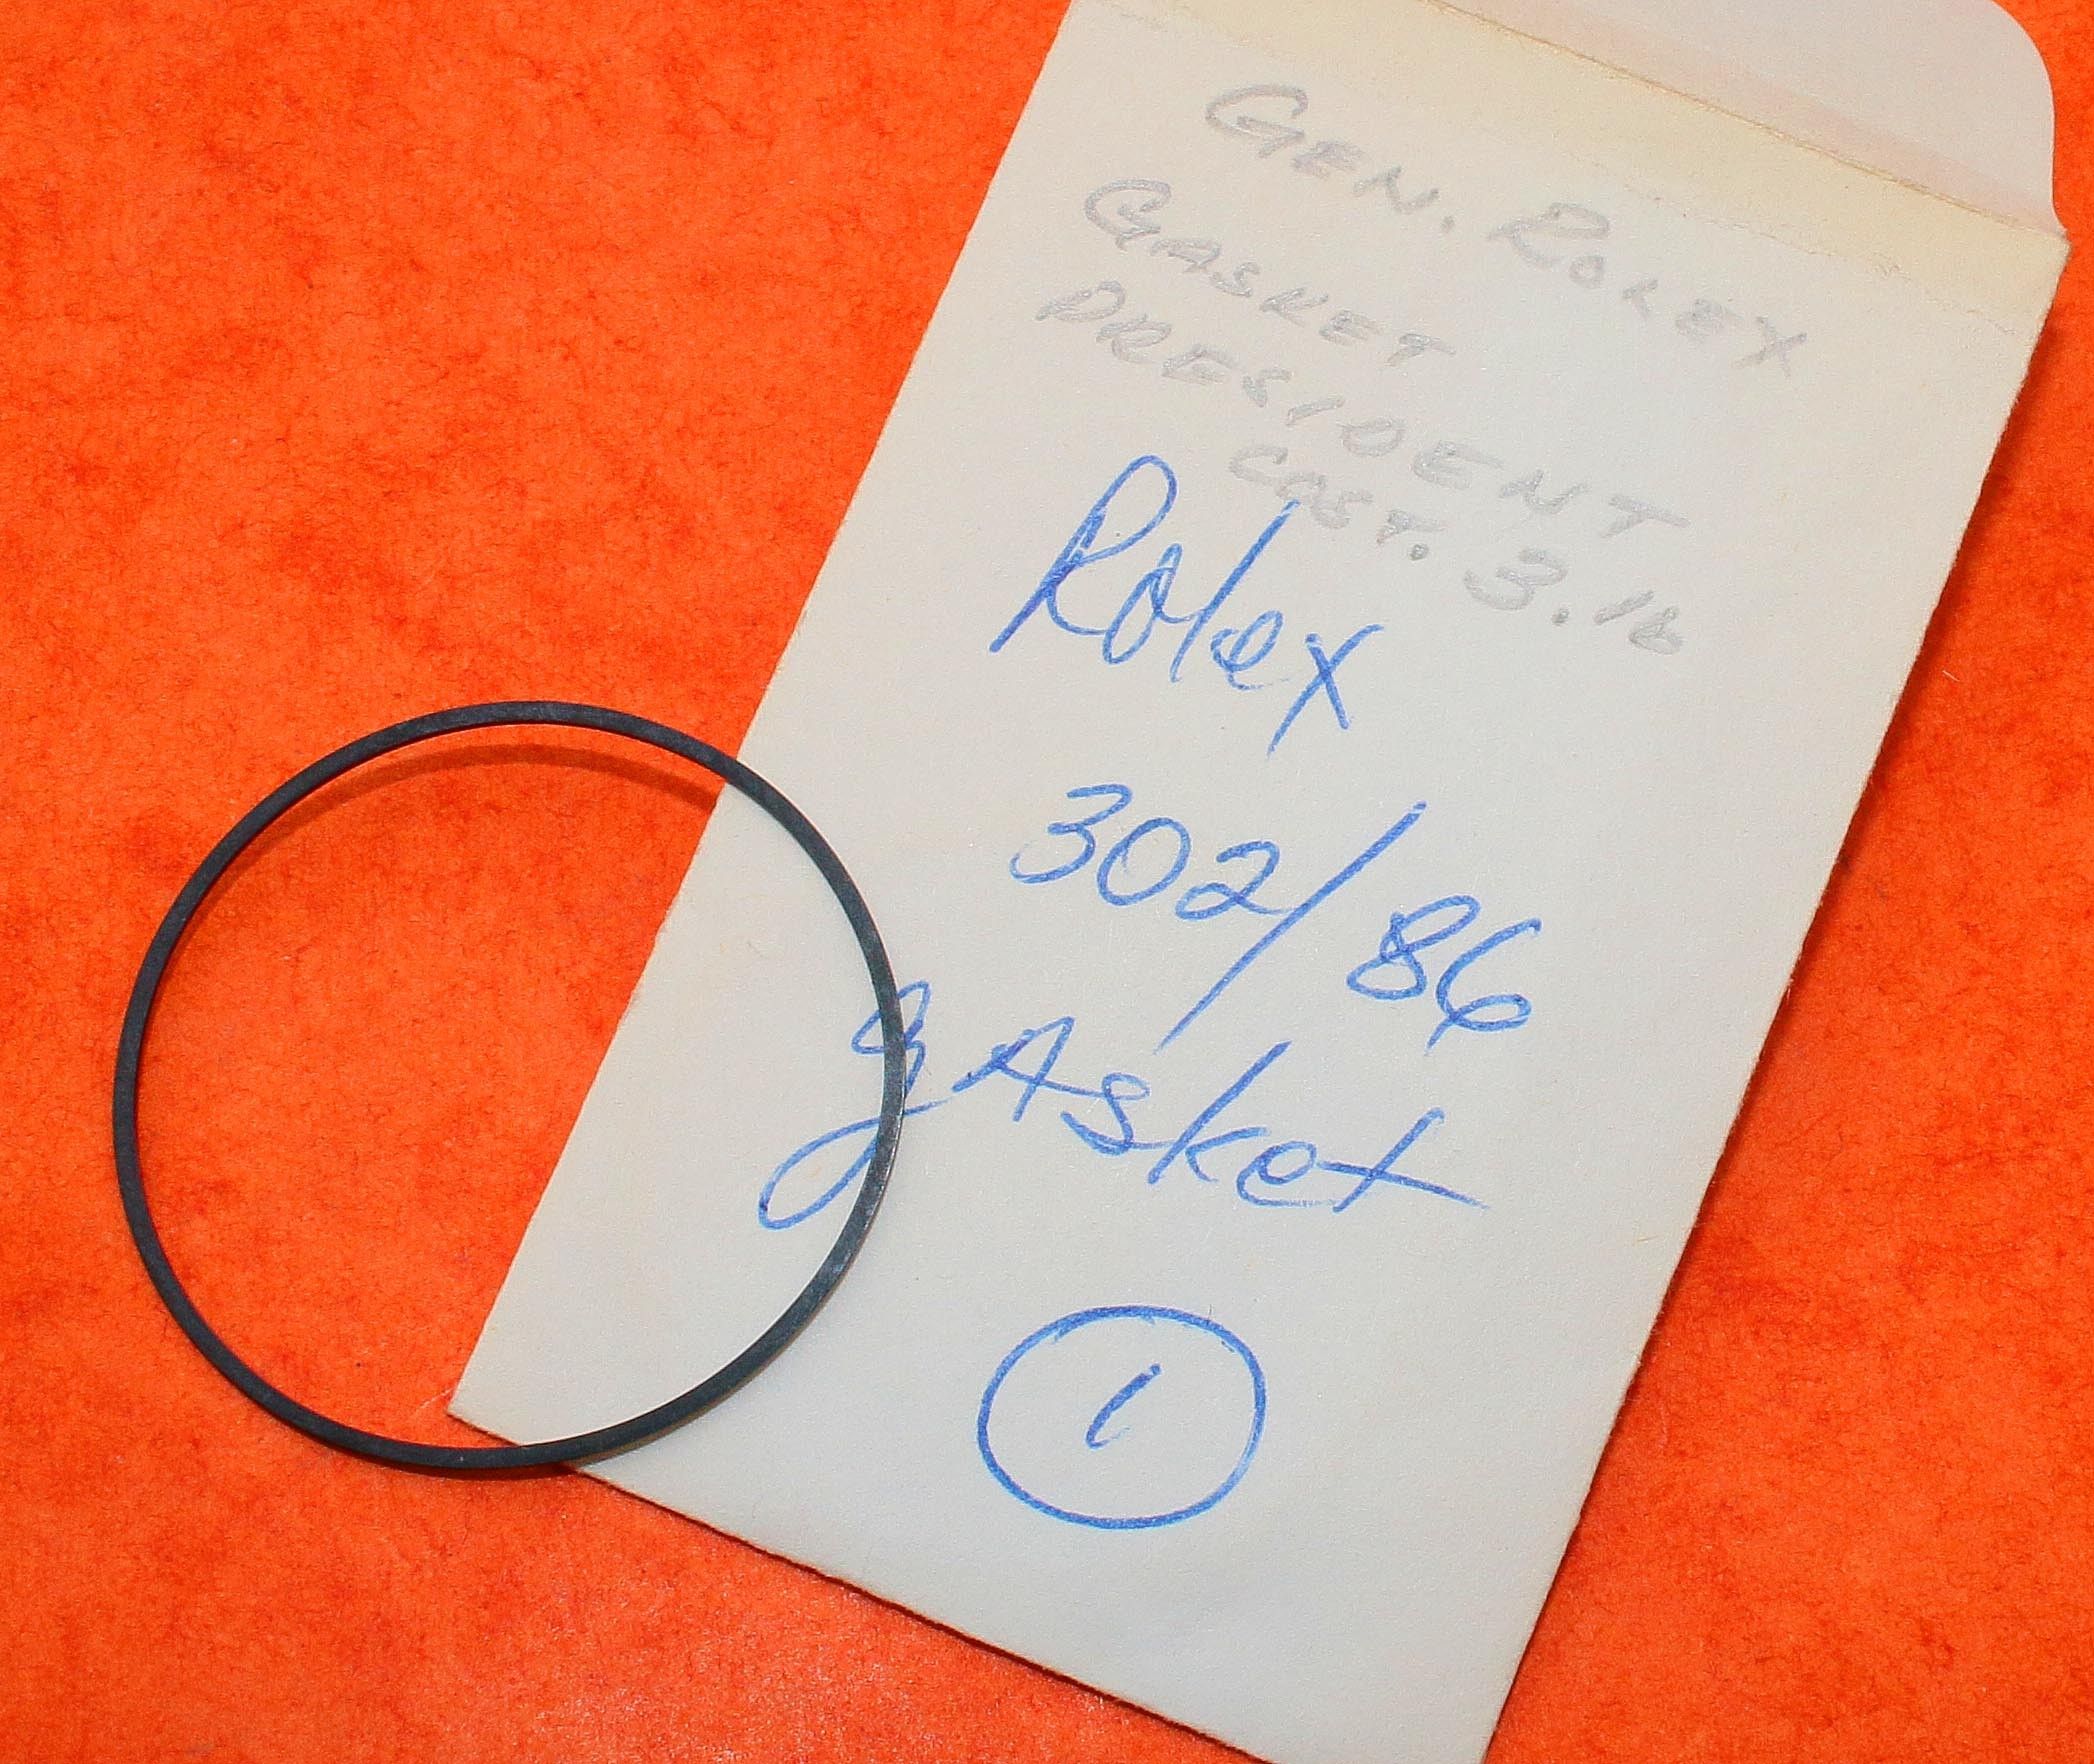 GEN. ROLEX
GASKET
PRESIDENT
COST. 3.18
Rolex
302/86
gAsket
1